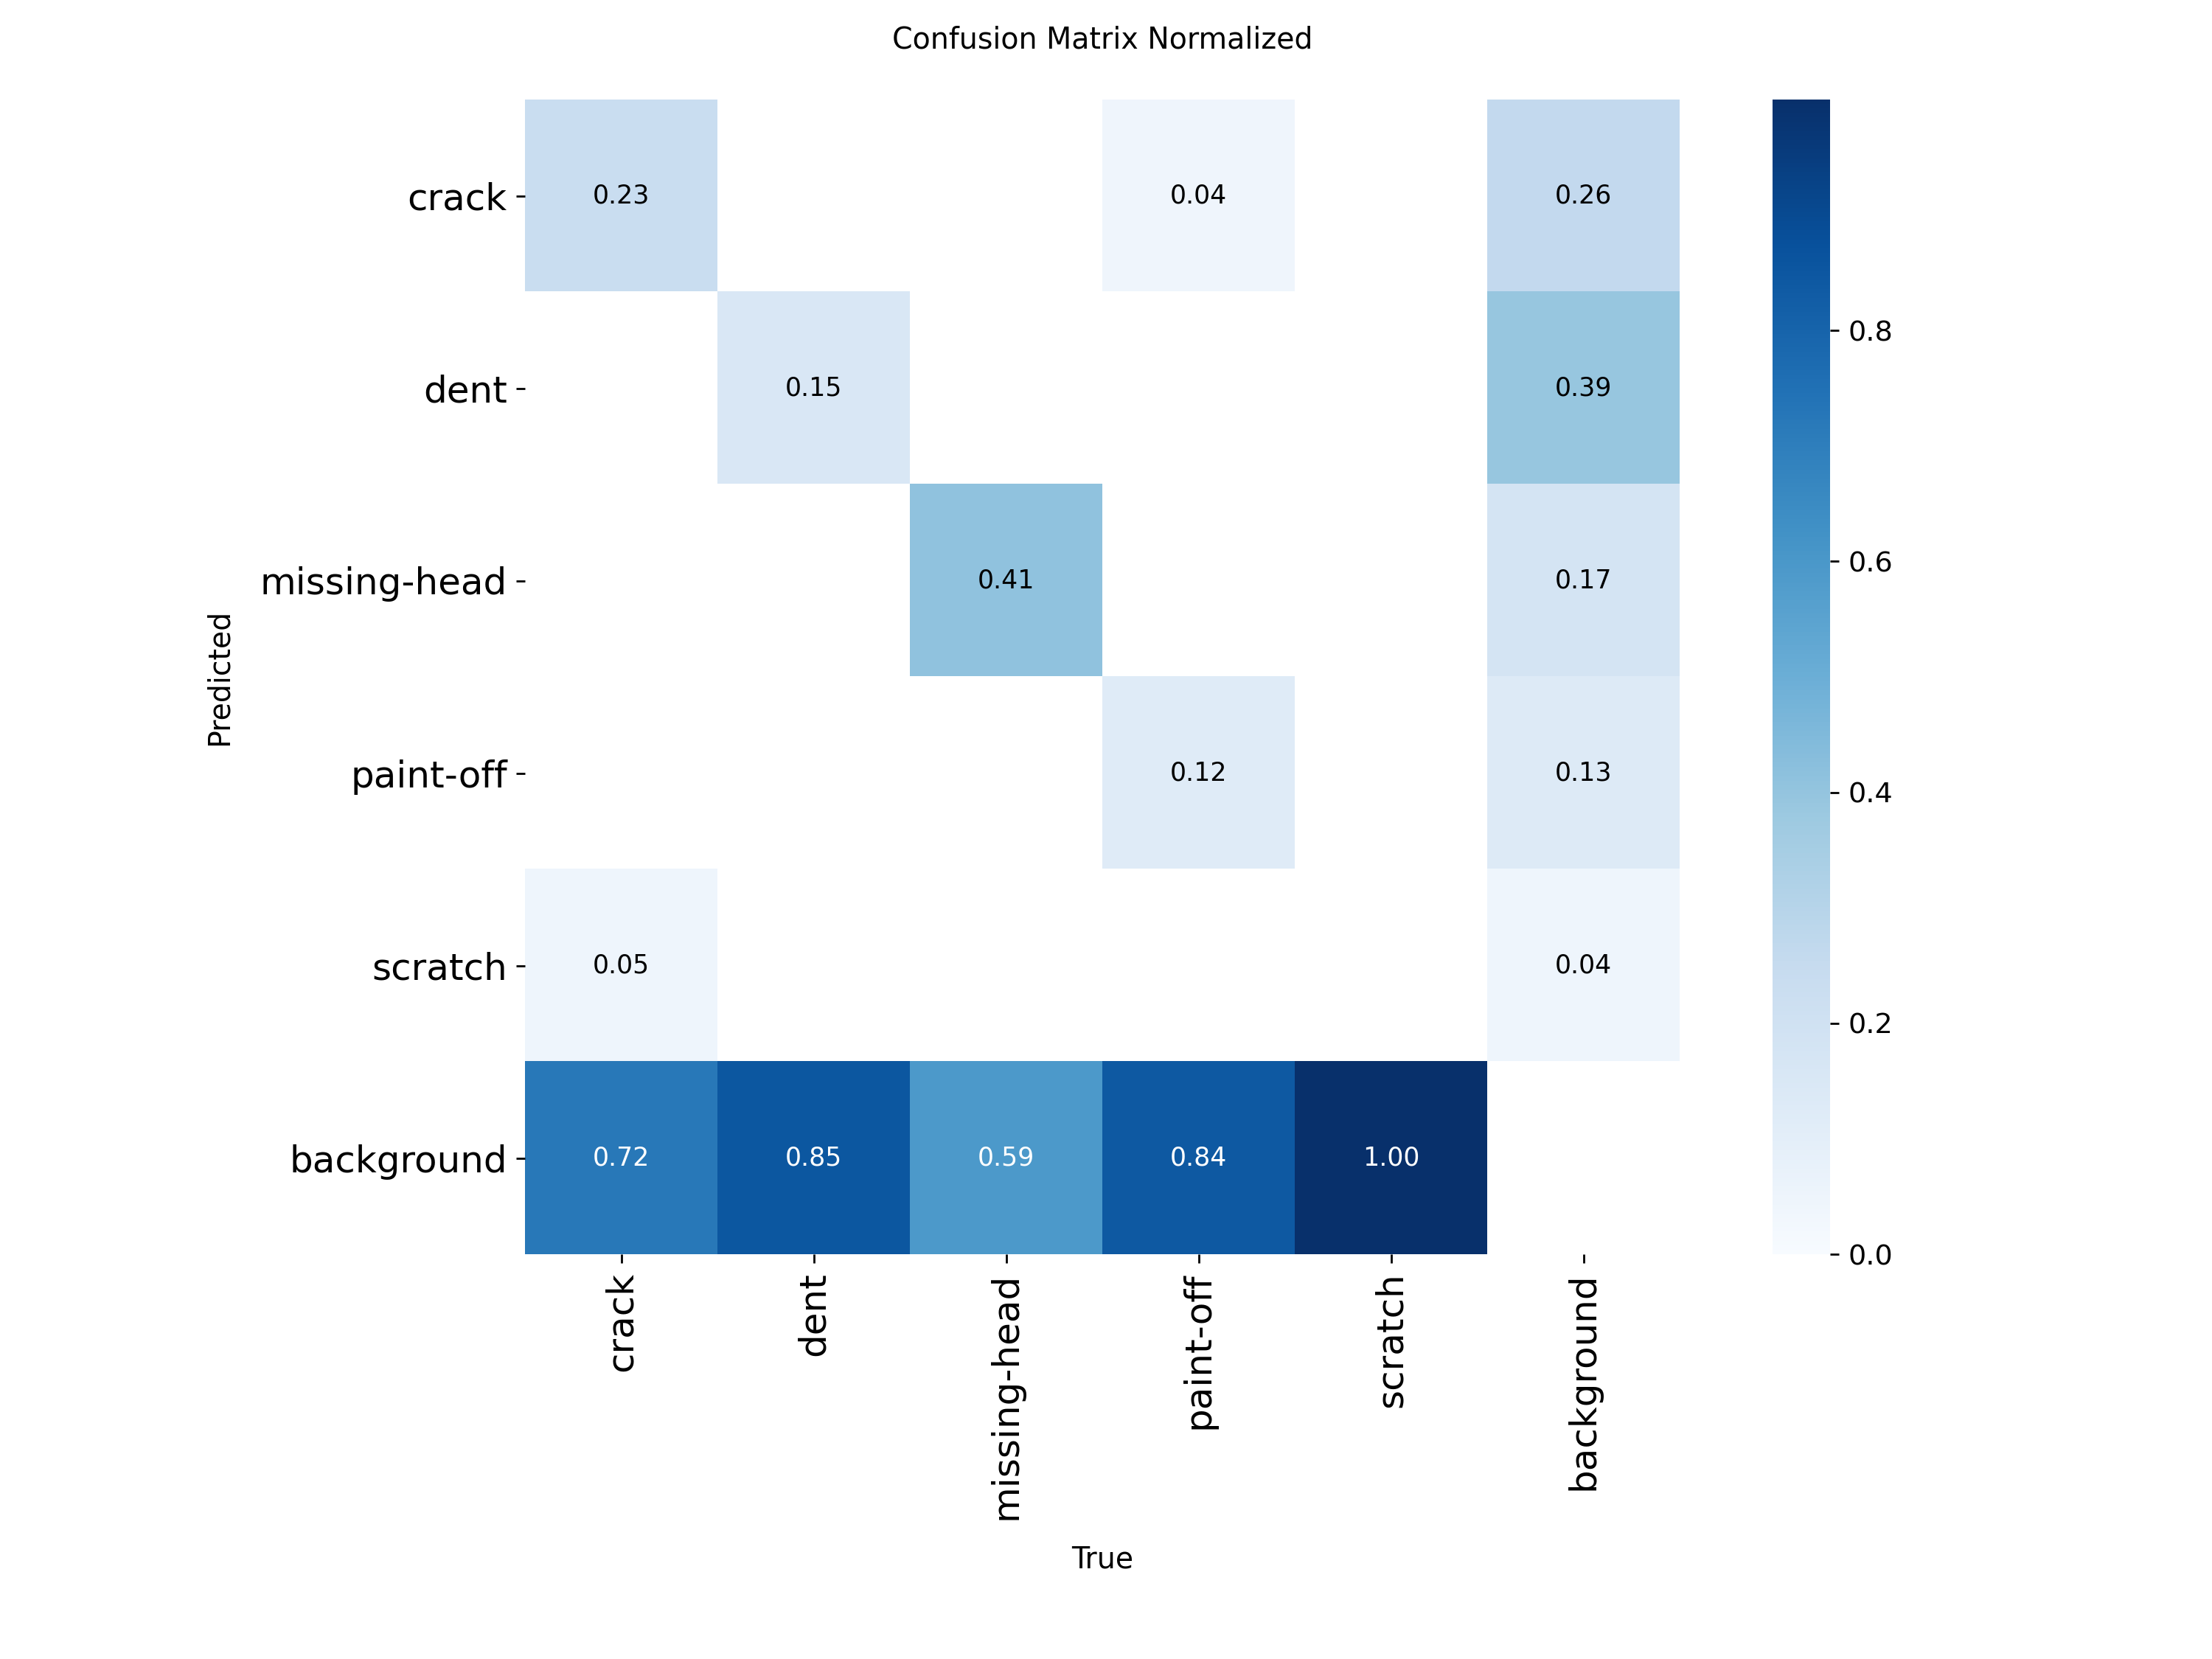 Confusion Matrix Normalized
crack
0.23
0.04
0.26
dent
0.15
0.39
0.8
missing-head
0.41
0.17
0.6
Predicted
paint-off
0.12
0.13
0.4
scratch
0.05
0.04
0.2
background
0.72
0.85
0.59
0.84
1.00
0.0
crack
dent
missing-head
paint-off
scratch
background
True